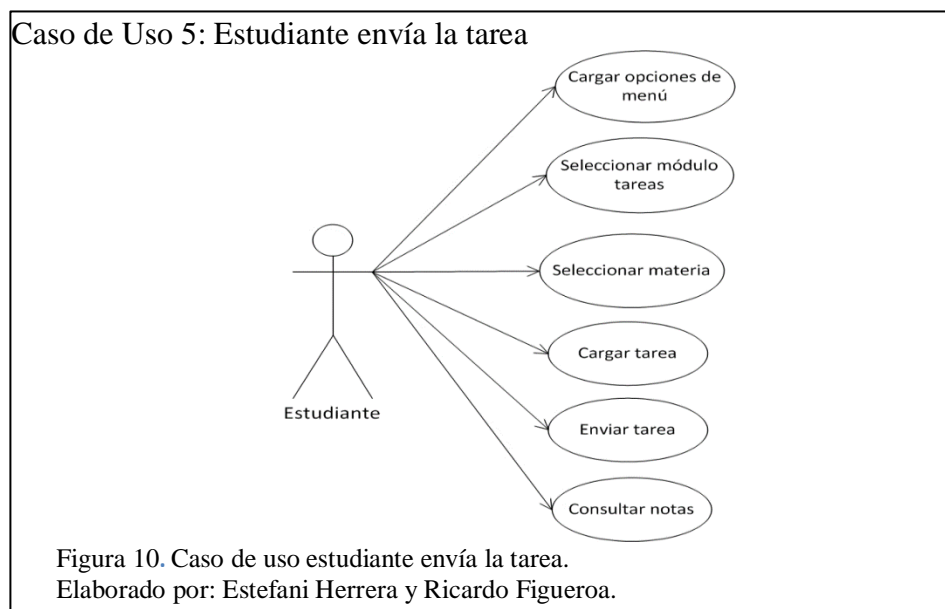 Caso de Uso 5: Estudiante envía la tarea
Cargar opciones de
menú
Seleccionar módulo
tareas
Seleccionar materia
Cargar tarea
Estudiante
Enviar tarea
Consultar notas
Figura 10. Caso de uso estudiante envía la tarea.
Elaborado por: Estefani Herrera y Ricardo Figueroa.